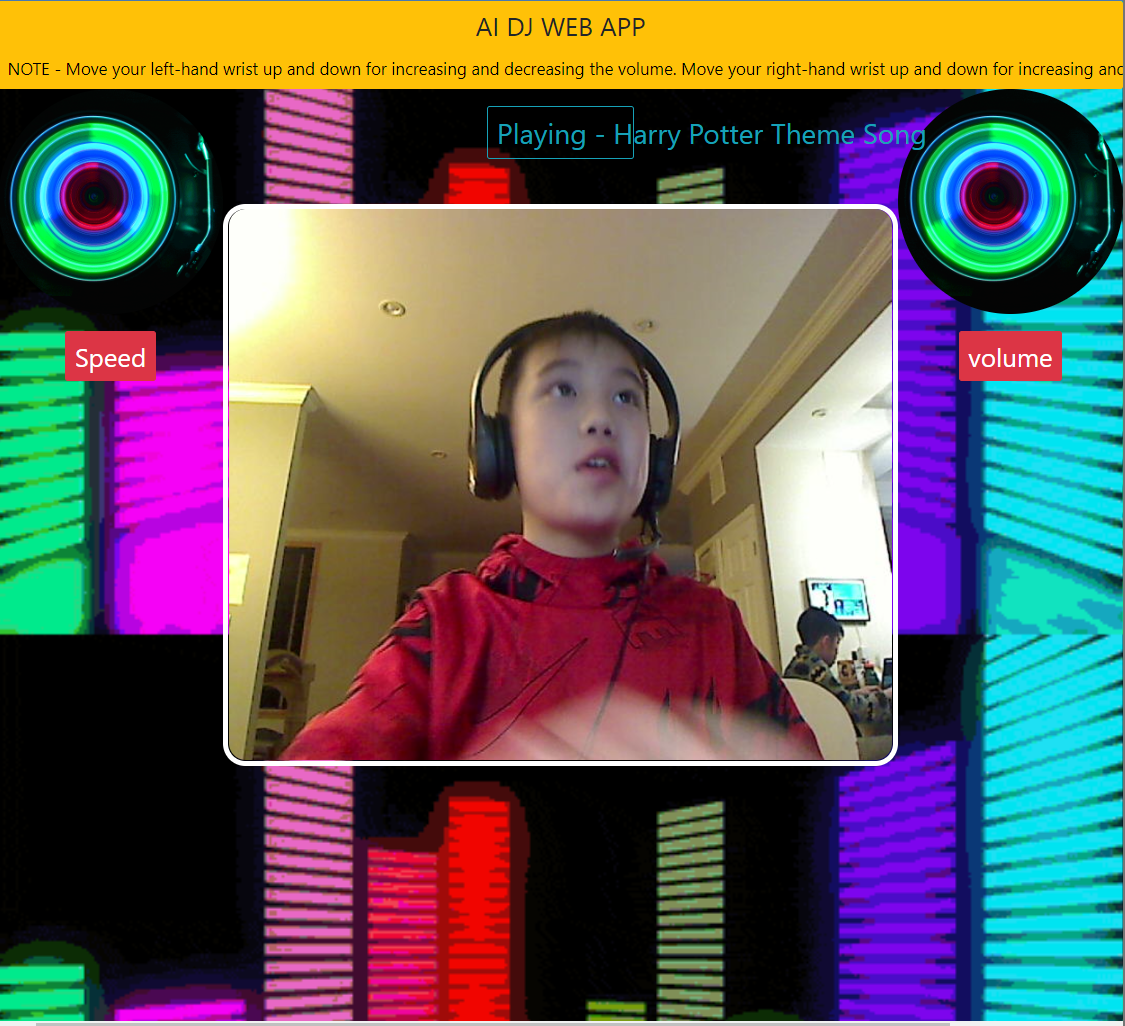 AI DJ WEB APP
NOTE - Move your left-hand wrist up and down for increasing and decreasing the volume. Move your right-hand wrist up and down for increasing and
Playing - Harry Potter Theme Song
Speed
volume